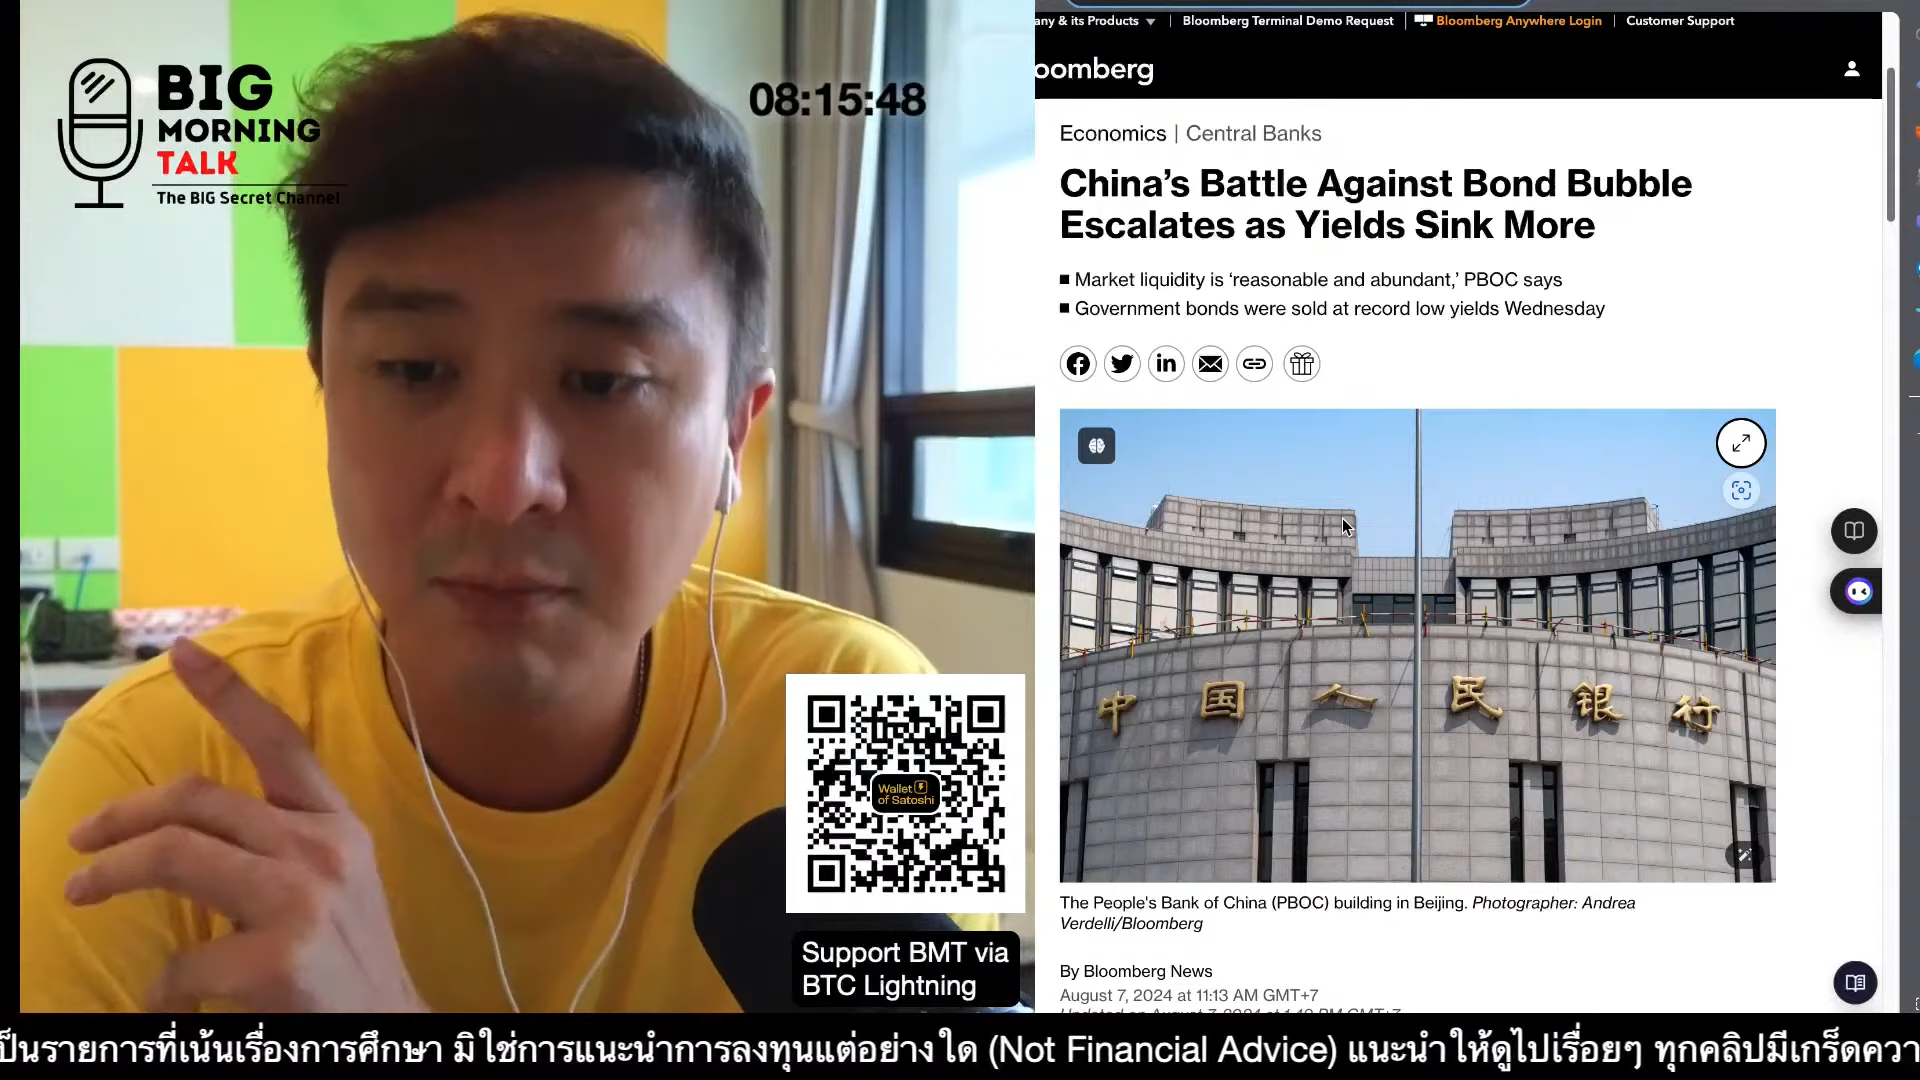 BIG
MORNING
TALK
The BIG Secret Channel
08:15:48
Wallet
of Satoshi
Support BMT via
BTC Lightning
any & its Products
Bloomberg Terminal Demo Request
Bloomberg Anywhere Login
Customer Support
oomberg
Economics | Central Banks
China's Battle Against Bond Bubble
Escalates as Yields Sink More
Market liquidity is ‘reasonable and abundant,’ PBOC says
Government bonds were sold at record low yields Wednesday
中国人民银行
The People's Bank of China (PBOC) building in Beijing. Photographer: Andrea
Verdelli/Bloomberg
By Bloomberg News
August 7, 2024 at 11:13 AM GMT+7
เป็นรายการที่เน้นเรื่องการศึกษา มิใช่การแนะนำการลงทุนแต่อย่างใด (Not Financial Advice) แนะนำให้ดูไปเรื่อยๆ ทุกคลิปมีเกร็ดควา